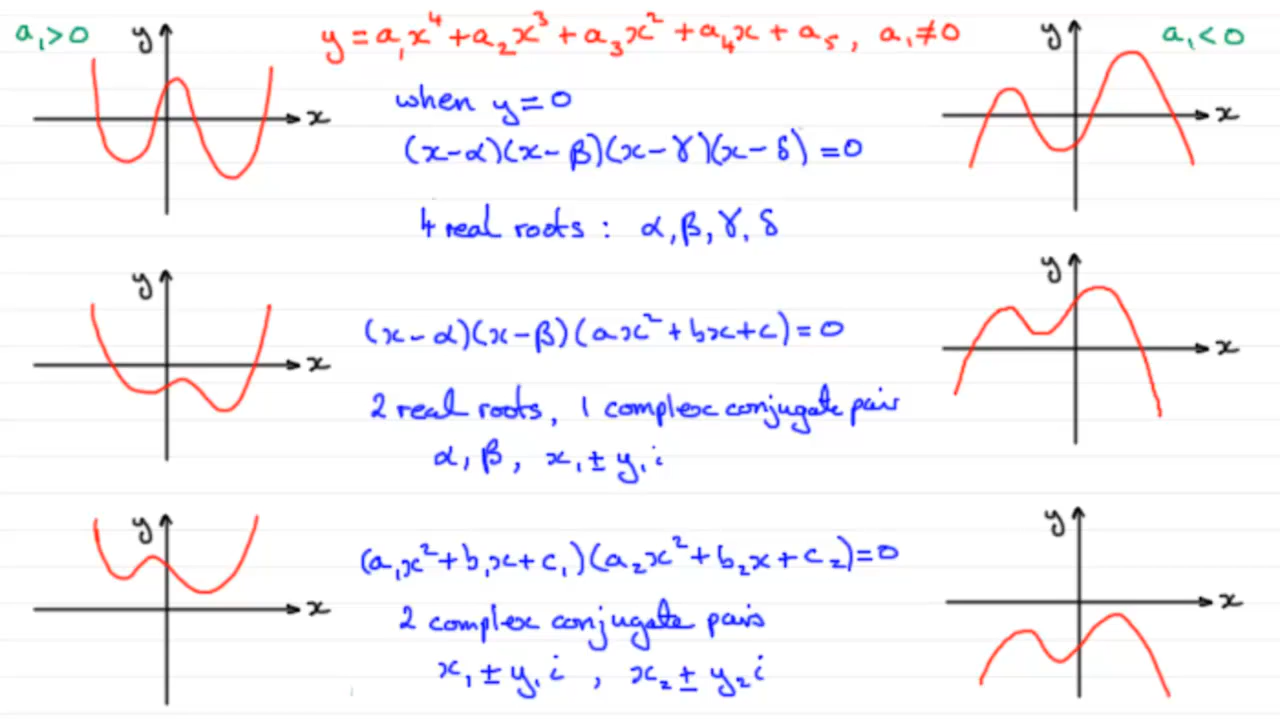 a₁>0 y y = a₁x⁴ + a₂x³ + a₃x² + a₄x + a₅, a₁≠0 y a₁<0
when y = 0
x x
(x-α)(x-β)(x-γ)(x-δ) = 0
4 real roots : α, β, γ, δ
y y
(x-α)(x-β)(ax²+bx+c) = 0
x x
2 real roots, 1 complex conjugate pair
α, β, x₁ ± y₁i
y y
(a₁x²+b₁x+c₁)(a₂x²+b₂x+c₂)=0
x x
2 complex conjugate pairs
x₁ ± y₁i , x₂ ± y₂i